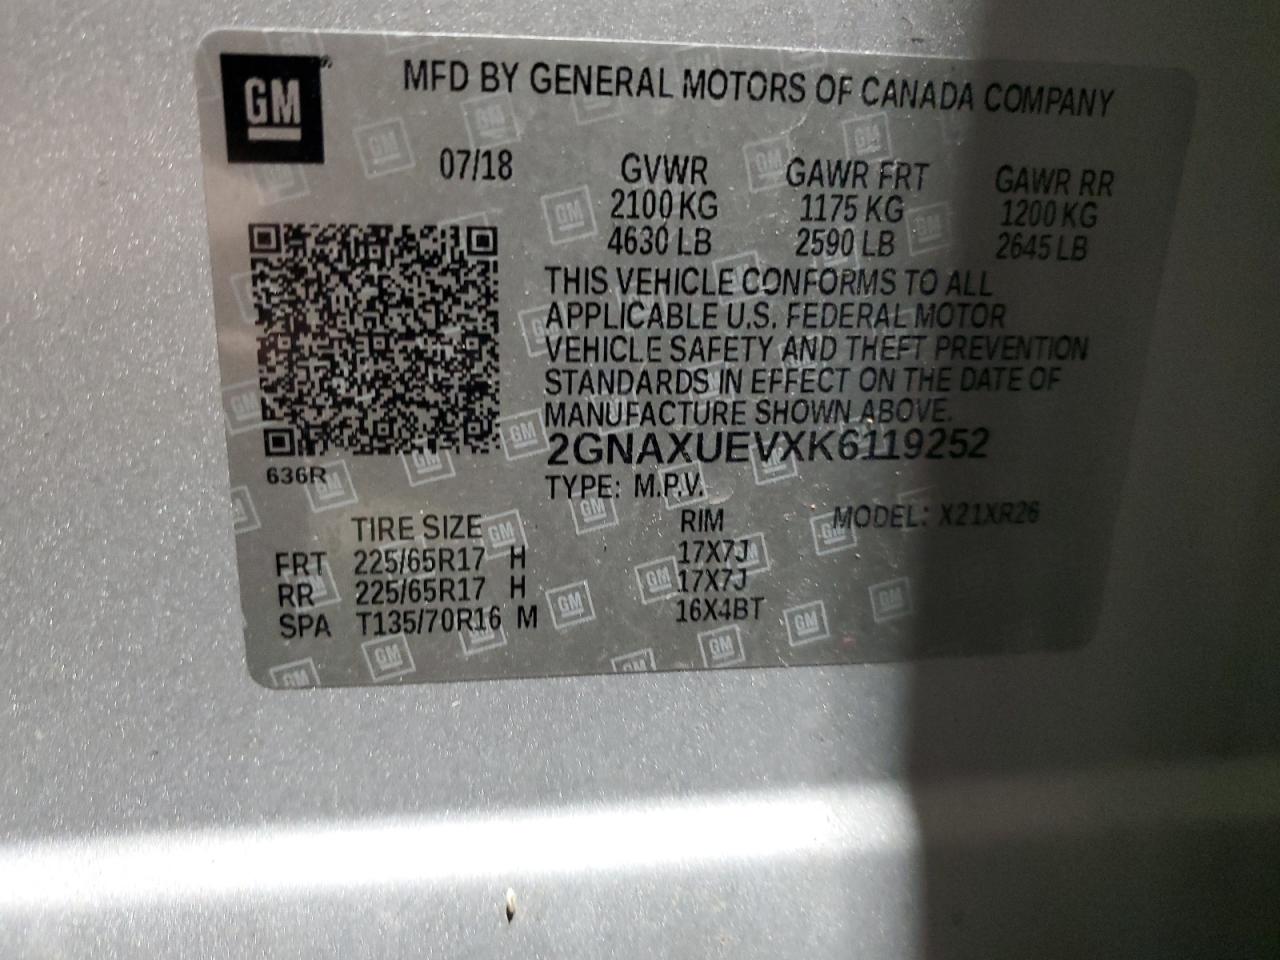 GM MFD BY GENERAL MOTORS OF CANADA COMPANY
07/18 GVWR GAWR FRT GAWR RR
2100 KG 1175 KG 1200 KG
4630 LB 2590 LB 2645 LB
THIS VEHICLE CONFORMS TO ALL
APPLICABLE U.S. FEDERAL MOTOR
VEHICLE SAFETY AND THEFT PREVENTION
STANDARDS IN EFFECT ON THE DATE OF
MANUFACTURE SHOWN ABOVE.
2GNAXUEVXK6119252
636R
TYPE: M.P.V.
TIRE SIZE RIM MODEL: X21XR26
FRT 225/65R17 H 17X7J
RR 225/65R17 H 17X7J
SPA T135/70R16 M 16X4BT